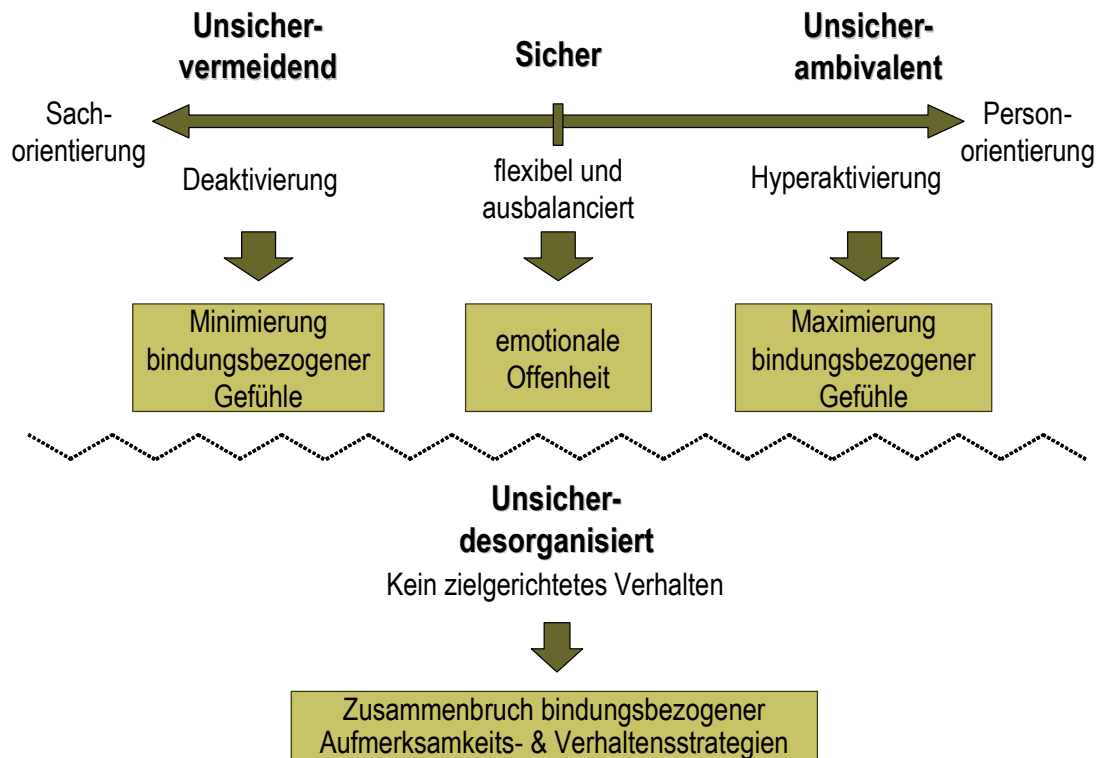 Unsicher-
vermeidend
Sicher
Unsicher-
ambivalent
Sach-
orientierung
Person-
orientierung
Deaktivierung
flexibel und
ausbalanciert
Hyperaktivierung
Minimierung
bindungsbezogener
Gefühle
emotionale
Offenheit
Maximierung
bindungsbezogener
Gefühle
Unsicher-
desorganisiert
Kein zielgerichtetes Verhalten
Zusammenbruch bindungsbezogener
Aufmerksamkeits- & Verhaltensstrategien